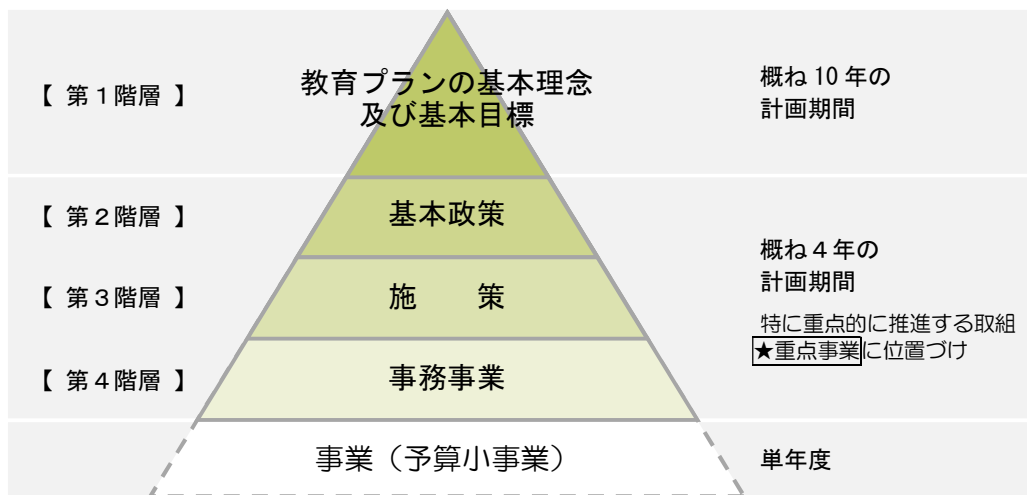 【 第1階層 】
教育プランの基本理念
及び基本目標
概ね 10 年の
計画期間
【 第2階層 】
基本政策
【 第3階層 】
施　　策
概ね4年の
計画期間
特に重点的に推進する取組
★重点事業に位置づけ
【 第4階層 】
事務事業
事業（予算小事業）
単年度